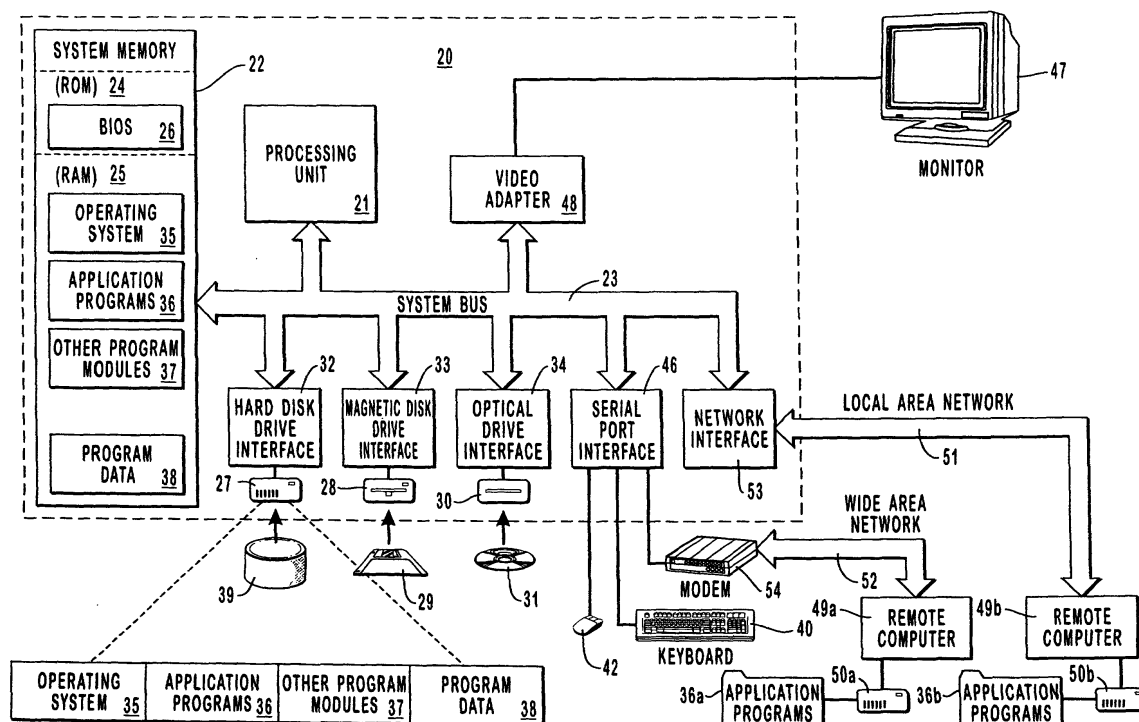 SYSTEM MEMORY
(ROM) 24
BIOS
26
(RAM) 25
OPERATING
SYSTEM 35
APPLICATION
PROGRAMS 36
OTHER PROGRAM
MODULES 37
PROGRAM
DATA 38
22
20
PROCESSING
UNIT
21
VIDEO
ADAPTER 48
47
MONITOR
23
SYSTEM BUS
32
HARD DISK
DRIVE
INTERFACE
33
MAGNETIC DISK
DRIVE
INTERFACE
34
OPTICAL
DRIVE
INTERFACE
46
SERIAL
PORT
INTERFACE
NETWORK
INTERFACE
53
LOCAL AREA NETWORK
51
27
28
30
39
29
31
WIDE AREA
NETWORK
52
MODEM
54
42
KEYBOARD
40
49a
REMOTE
COMPUTER
49b
REMOTE
COMPUTER
50a
50b
36a
APPLICATION
PROGRAMS
36b
APPLICATION
PROGRAMS
OPERATING
SYSTEM 35
APPLICATION
PROGRAMS 36
OTHER PROGRAM
MODULES 37
PROGRAM
DATA 38